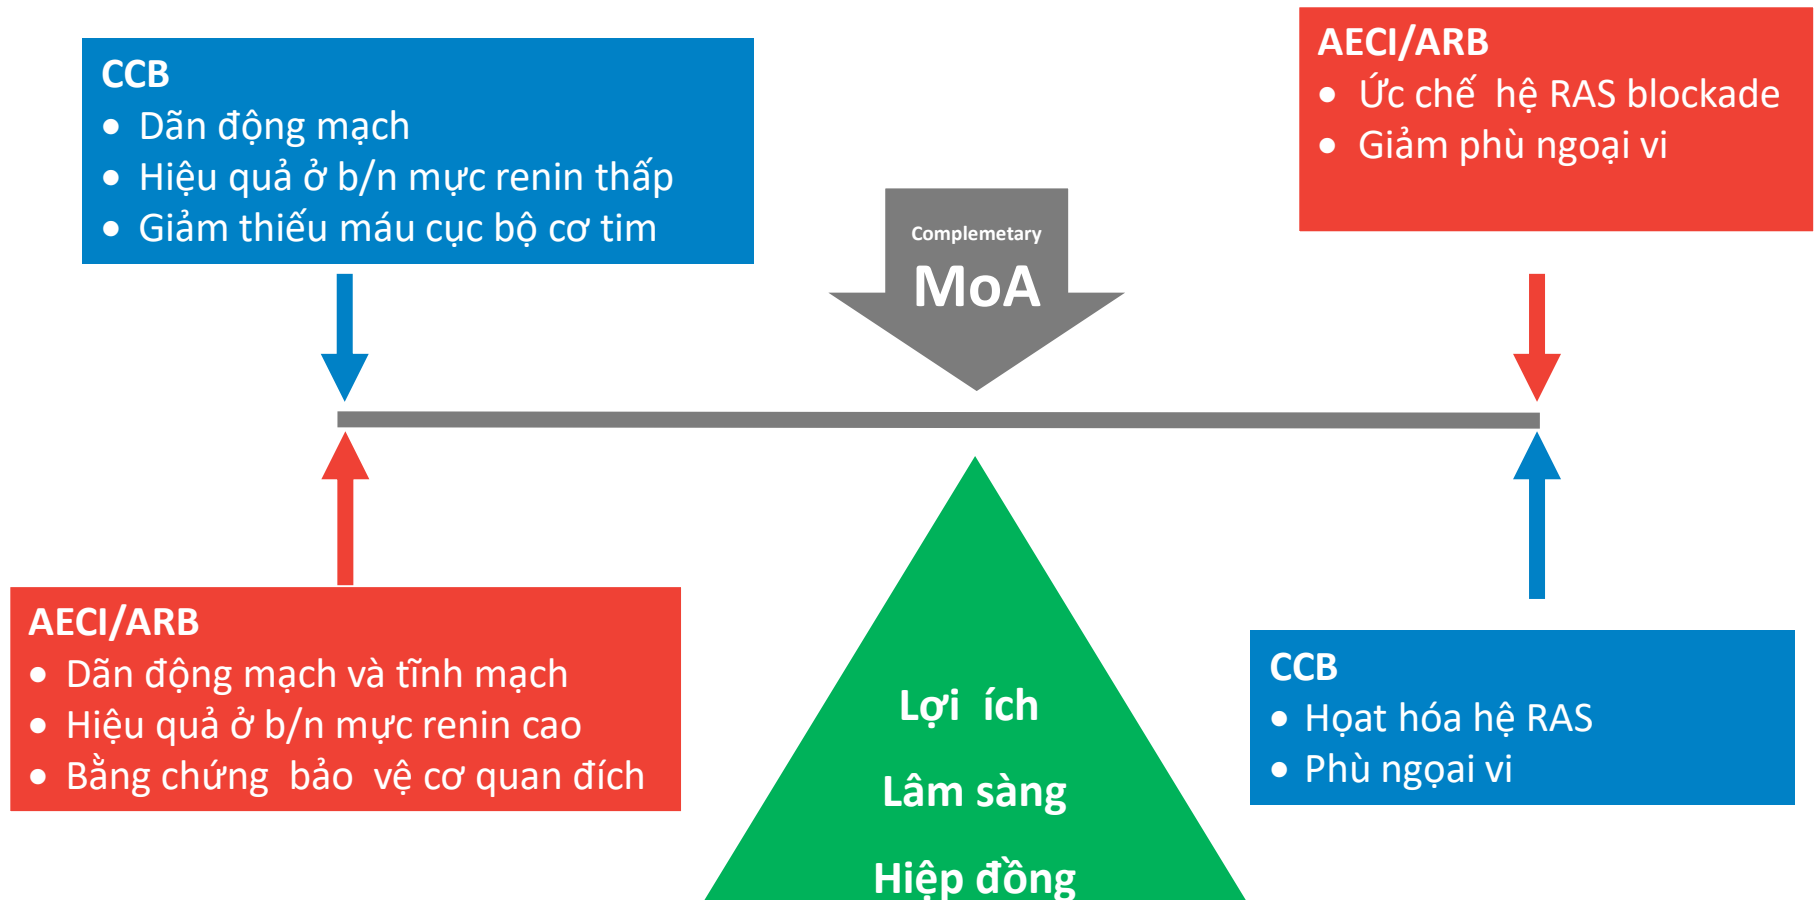 CCB
• Dãn động mạch
• Hiệu quả ở b/n mực renin thấp
• Giảm thiếu máu cục bộ cơ tim
AECI/ARB
• Ức chế hệ RAS blockade
• Giảm phù ngoại vi
Complemetary
MoA
AECI/ARB
• Dãn động mạch và tĩnh mạch
• Hiệu quả ở b/n mực renin cao
• Bằng chứng bảo vệ cơ quan đích
Lợi ích
Lâm sàng
Hiệp đồng
CCB
• Họat hóa hệ RAS
• Phù ngọai vi